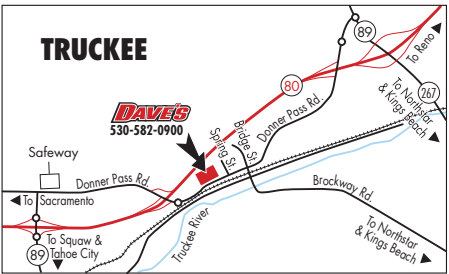 TRUCKEE
89
To Reno
80
267
To Northstar
& Kings Beach
DAVE'S
530-582-0900
Bridge St.
Spring St.
Donner Pass Rd.
Safeway
Donner Pass Rd.
To Sacramento
Brockway Rd.
Truckee River
To Squaw &
Tahoe City
89
To Northstar
& Kings Beach